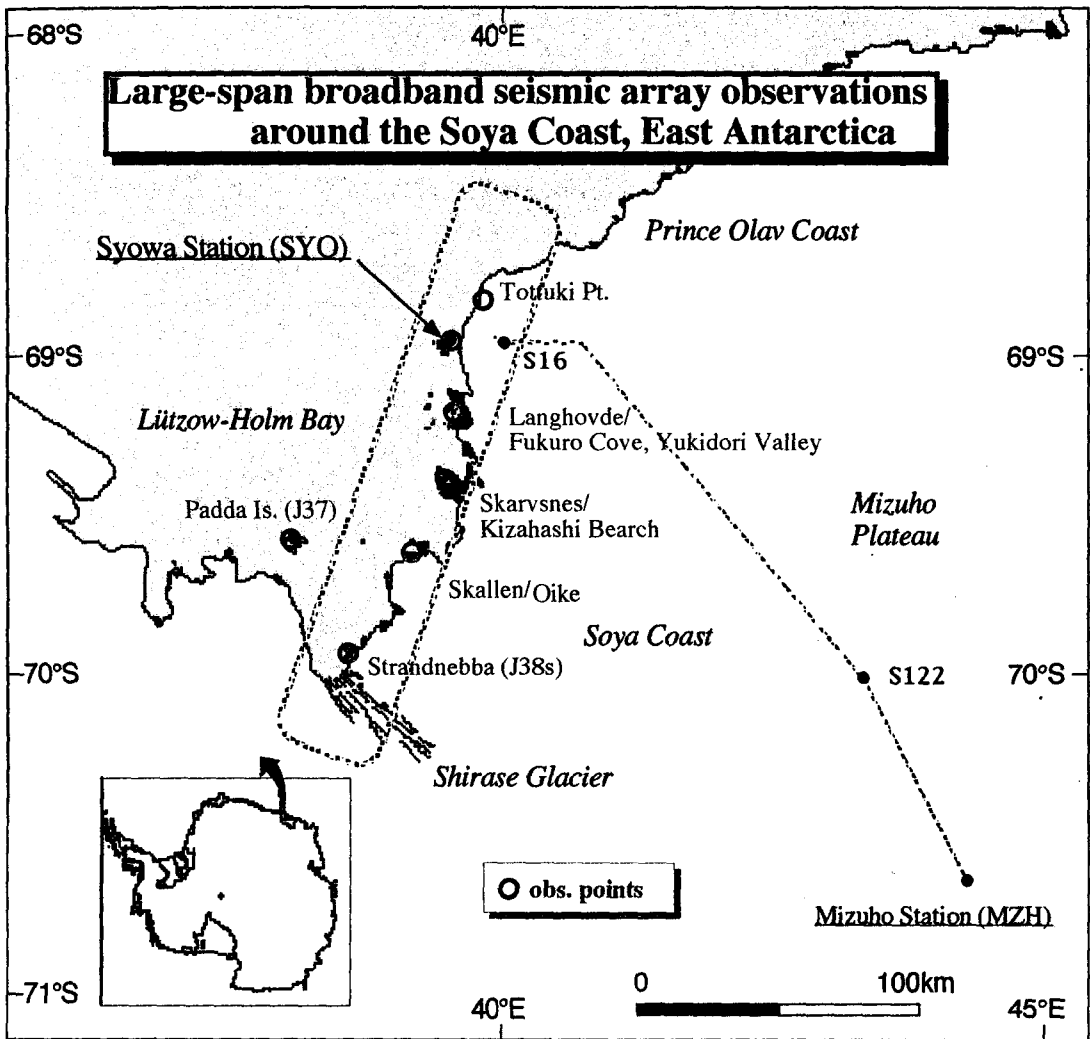 68°S
40°E
Large-span broadband seismic array observations
around the Soya Coast, East Antarctica
Prince Olav Coast
Syowa Station (SYO)
Tottuki Pt.
69°S
S16
69°S
Lützow-Holm Bay
Langhovde/
Fukuro Cove, Yukidori Valley
Padda Is. (J37)
Skarvsnes/
Kizahashi Bearch
Mizuho
Plateau
Skallen/Oike
Soya Coast
70°S
Strandnebba (J38s)
S122
70°S
Shirase Glacier
obs. points
Mizuho Station (MZH)
0
100km
71°S
40°E
45°E